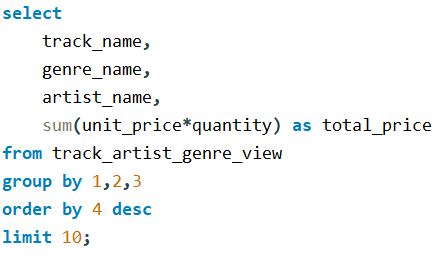 select
    track_name,
    genre_name,
    artist_name,
    sum(unit_price*quantity) as total_price
from track_artist_genre_view
group by 1,2,3
order by 4 desc
limit 10;